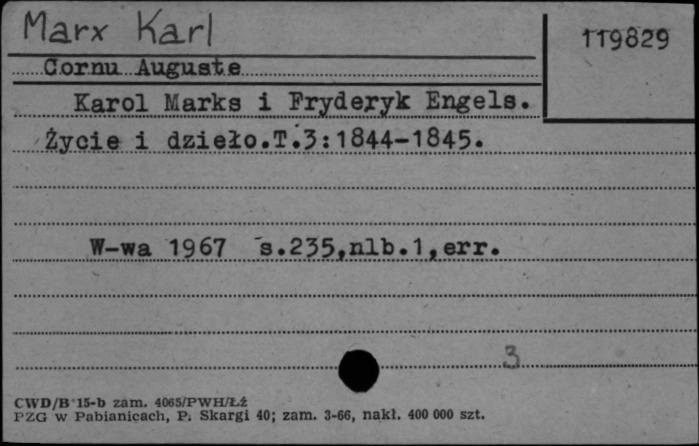 Marx Karl
119829
Cornu Auguste
Karol Marks i Fryderyk Engels.
Życie i dzieło.T.3:1844-1845.
W-wa 1967 s.235,nlb.1,err.
3
CWD/B 15-b zam. 4065/PWH/Łź
PZG w Pabianicach, P. Skargi 40; zam. 3-66, nakł. 400 000 szt.